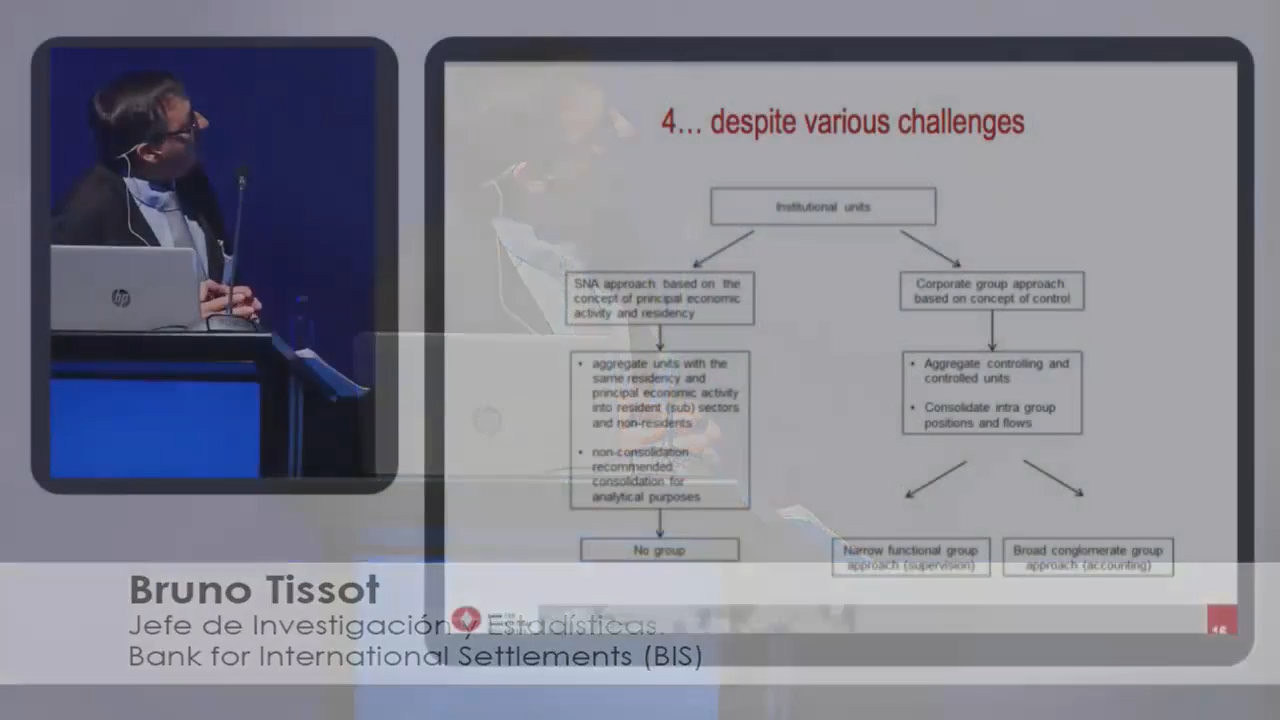 4... despite various challenges
Institutional units
SNA approach based on the
concept of principal economic
activity and residency
Corporate group approach
based on concept of control
• aggregate units with the
same residency and
principal economic activity
into resident (sub) sectors
and non-residents
• non-consolidation
recommended
consolidation for
analytical purposes
• Aggregate controlling and
controlled units
• Consolidate intra group
positions and flows
No group
Narrow functional group
approach (supervision)
Broad conglomerate group
approach (accounting)
16
hp
Bruno Tissot
Jefe de Investigación y Estadísticas.
Bank for International Settlements (BIS)